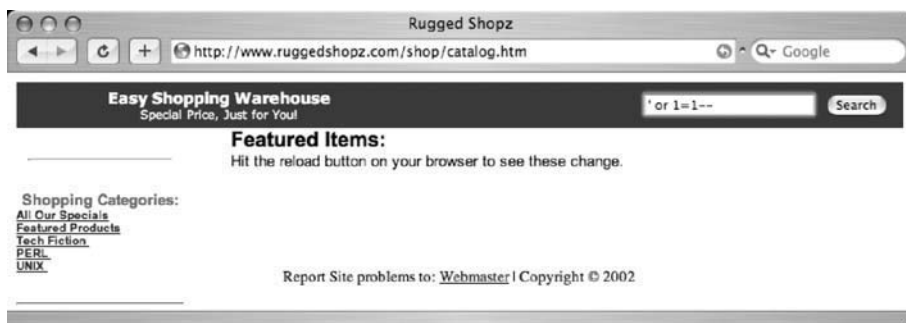 Rugged Shopz
http://www.ruggedshopz.com/shop/catalog.htm
Google
Easy Shopping Warehouse
Special Price, Just for You!
' or 1=1--
Search
Featured Items:
Hit the reload button on your browser to see these change.
Shopping Categories:
All Our Specials
Featured Products
Tech Fiction
PERL
UNIX
Report Site problems to: Webmaster | Copyright © 2002